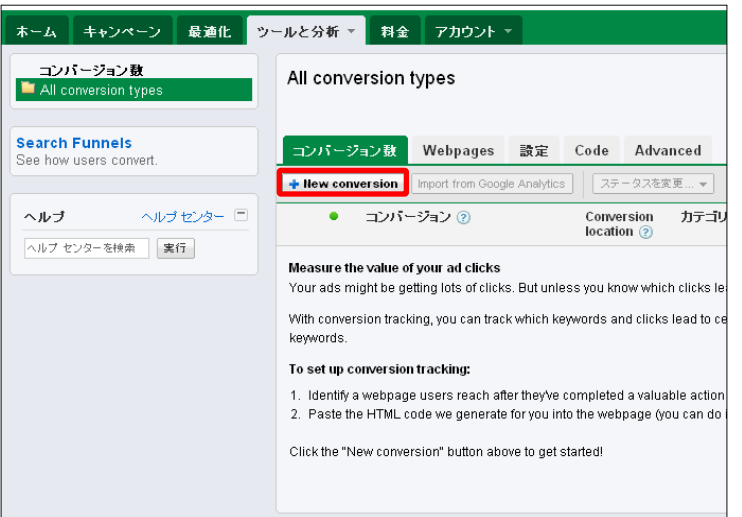 ホーム キャンペーン 最適化 ツールと分析 料金 アカウント
コンバージョン数
All conversion types
Search Funnels
See how users convert.
ヘルプ ヘルプ センター
ヘルプ センターを検索 実行
All conversion types
コンバージョン数 Webpages 設定 Code Advanced
+ New conversion Import from Google Analytics ステータスを変更...
コンバージョン ? Conversion location ? カテゴリ
Measure the value of your ad clicks
Your ads might be getting lots of clicks. But unless you know which clicks
With conversion tracking, you can track which keywords and clicks lead to
keywords.
To set up conversion tracking:
1. Identify a webpage users reach after they've completed a valuable action
2. Paste the HTML code we generate for you into the webpage (you can do
Click the "New conversion" button above to get started!